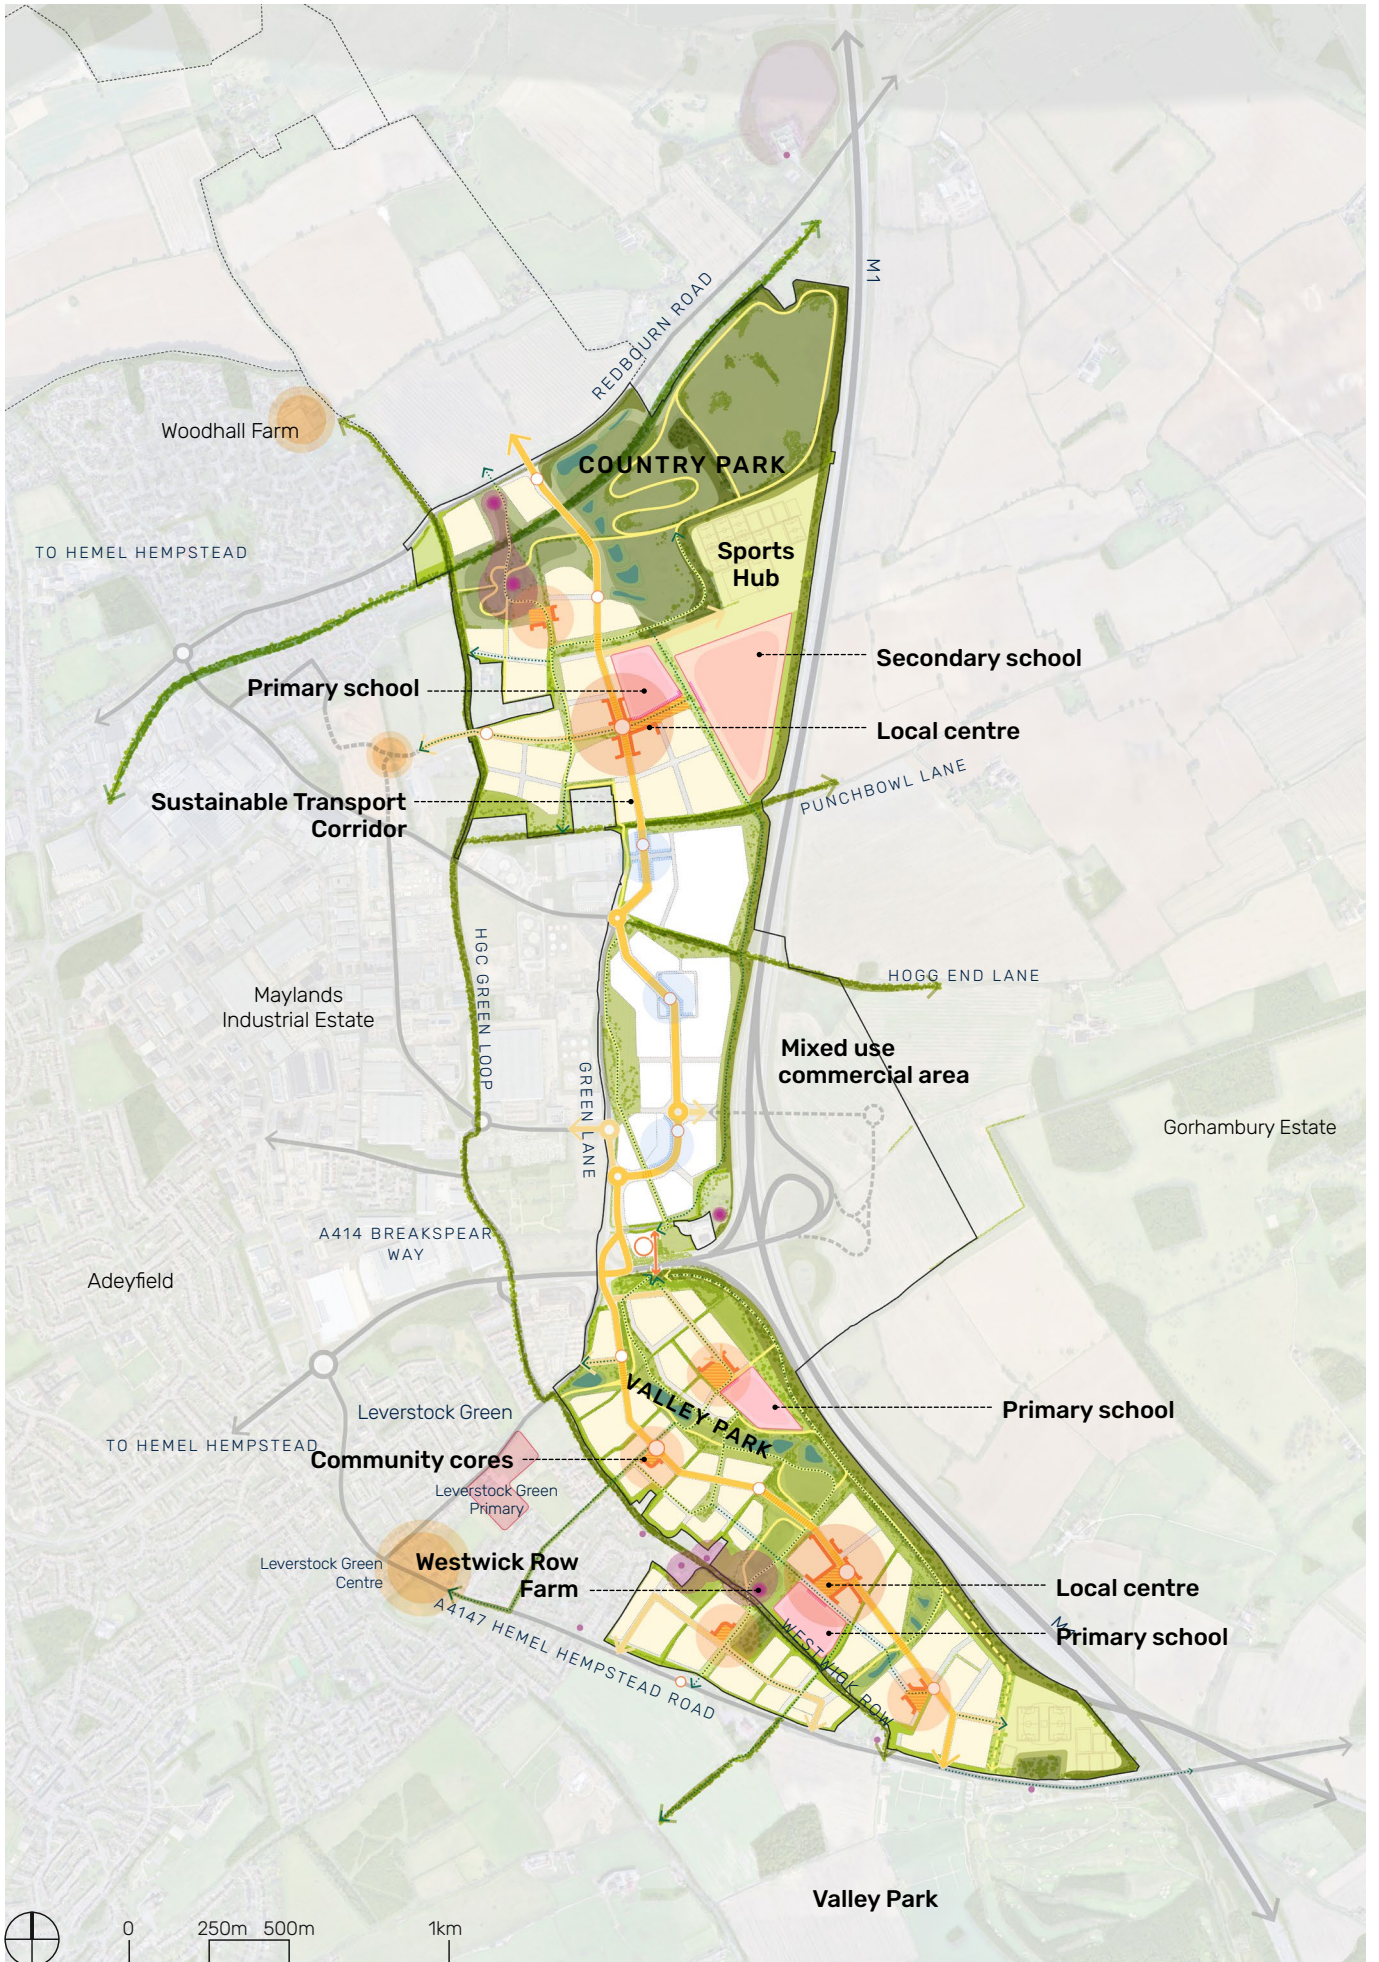 M1
REDBOURN ROAD
Woodhall Farm
COUNTRY PARK
TO HEMEL HEMPSTEAD
Sports
Hub
Secondary school
Primary school
Local centre
PUNCHBOWL LANE
Sustainable Transport
Corridor
HGC GREEN LOOP
HOGG END LANE
Maylands
Industrial Estate
Mixed use
commercial area
GREEN LANE
Gorhambury Estate
A414 BREAKSPEAR
WAY
Adeyfield
VALLEY PARK
Primary school
Leverstock Green
TO HEMEL HEMPSTEAD
Community cores
Leverstock Green
Primary
Leverstock Green
Centre
Westwick Row
Farm
Local centre
A4147 HEMEL HEMPSTEAD ROAD
WESTWICK ROW
Primary school
Valley Park
0
250m
500m
1km